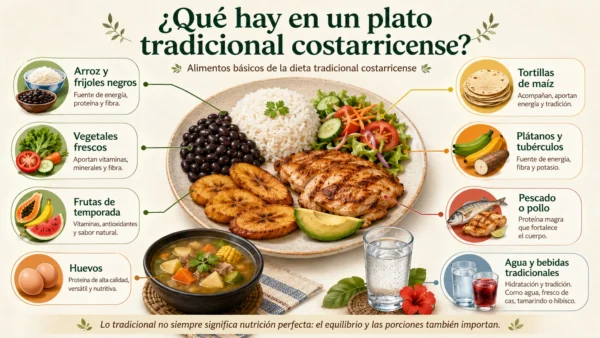 ¿Qué hay en un plato
tradicional costarricense?
Alimentos básicos de la dieta tradicional costarricense
Arroz y
frijoles negros
Fuente de energía,
proteína y fibra.
Vegetales
frescos
Aportan vitaminas,
minerales y fibra.
Frutas de
temporada
Vitaminas, antioxidantes
y sabor natural.
Huevos
Proteína de alta calidad,
versátil y nutritiva.
Tortillas
de maíz
Acompañan, aportan
energía y tradición.
Plátanos y
tubérculos
Fuente de energía,
fibra y potasio.
Pescado
o pollo
Proteína magra
que fortalece
el cuerpo.
Agua y bebidas
tradicionales
Hidratación y tradición.
Como agua, fresco de
cas, tamarindo o hibisco.
Lo tradicional no siempre significa nutrición perfecta: el equilibrio y las porciones también importan.